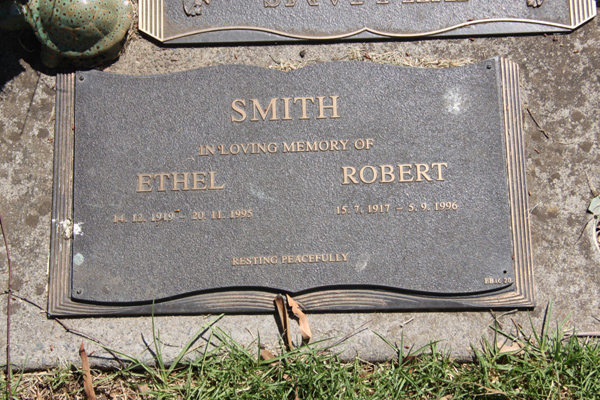 SMITH
IN LOVING MEMORY OF
ETHEL ROBERT
14. 12. 1919 - 20. 11. 1995 15. 7. 1917 - 5. 9. 1996
RESTING PEACEFULLY